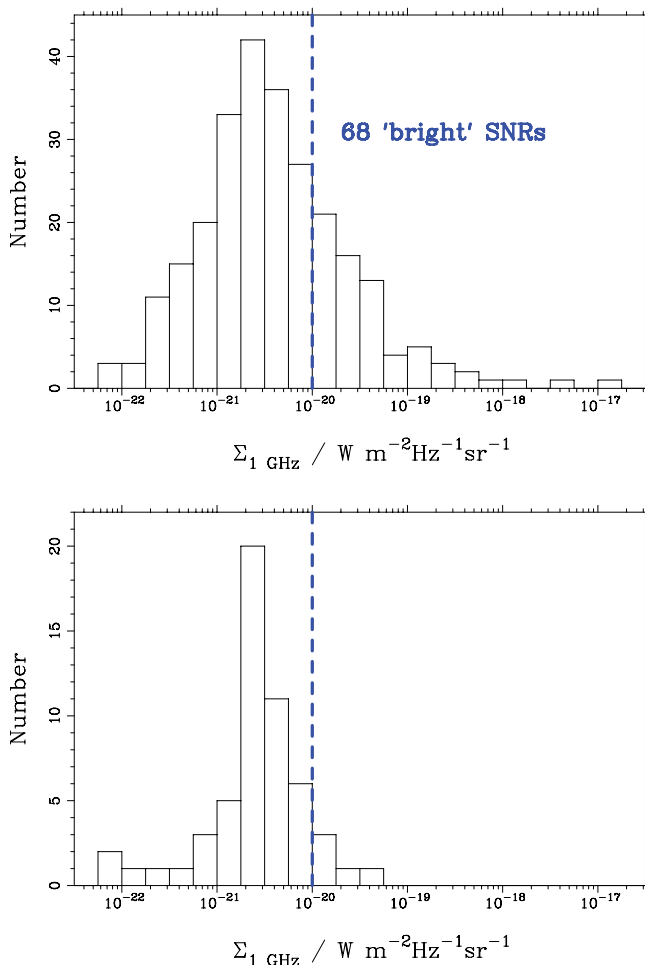 40
30
20
10
0
Number
68 'bright' SNRs
10⁻²² 10⁻²¹ 10⁻²⁰ 10⁻¹⁹ 10⁻¹⁸ 10⁻¹⁷
Σ₁ GHz / W m⁻²Hz⁻¹sr⁻¹
20
15
10
5
0
Number
10⁻²² 10⁻²¹ 10⁻²⁰ 10⁻¹⁹ 10⁻¹⁸ 10⁻¹⁷
Σ₁ GHz / W m⁻²Hz⁻¹sr⁻¹